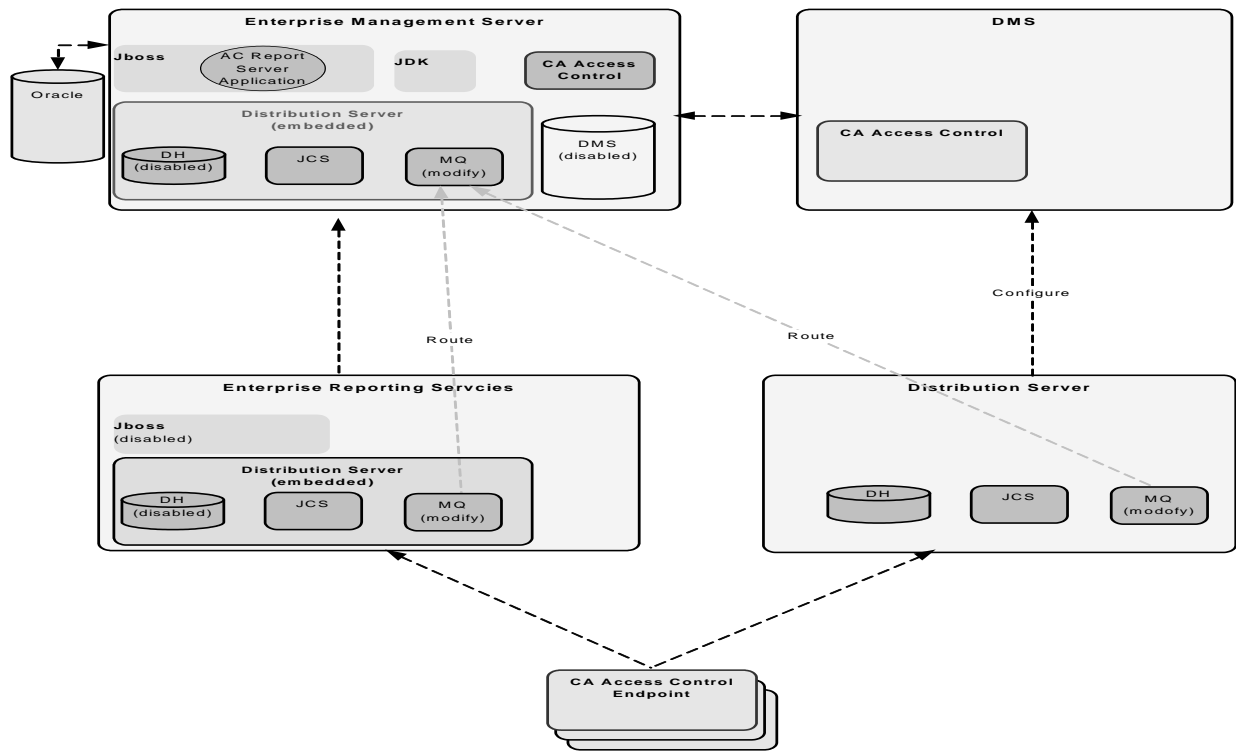 Enterprise Management Server
DMS
Jboss
AC Report
Server
Application
JDK
CA Access
Control
Oracle
Distribution Server
(embedded)
DH
(disabled)
JCS
MQ
(modify)
DMS
(disabled)
CA Access Control
Configure
Route
Route
Enterprise Reporting Servcies
Jboss
(disabled)
Distribution Server
(embedded)
DH
(disabled)
JCS
MQ
(modify)
Distribution Server
DH
JCS
MQ
(modofy)
CA Access Control
Endpoint